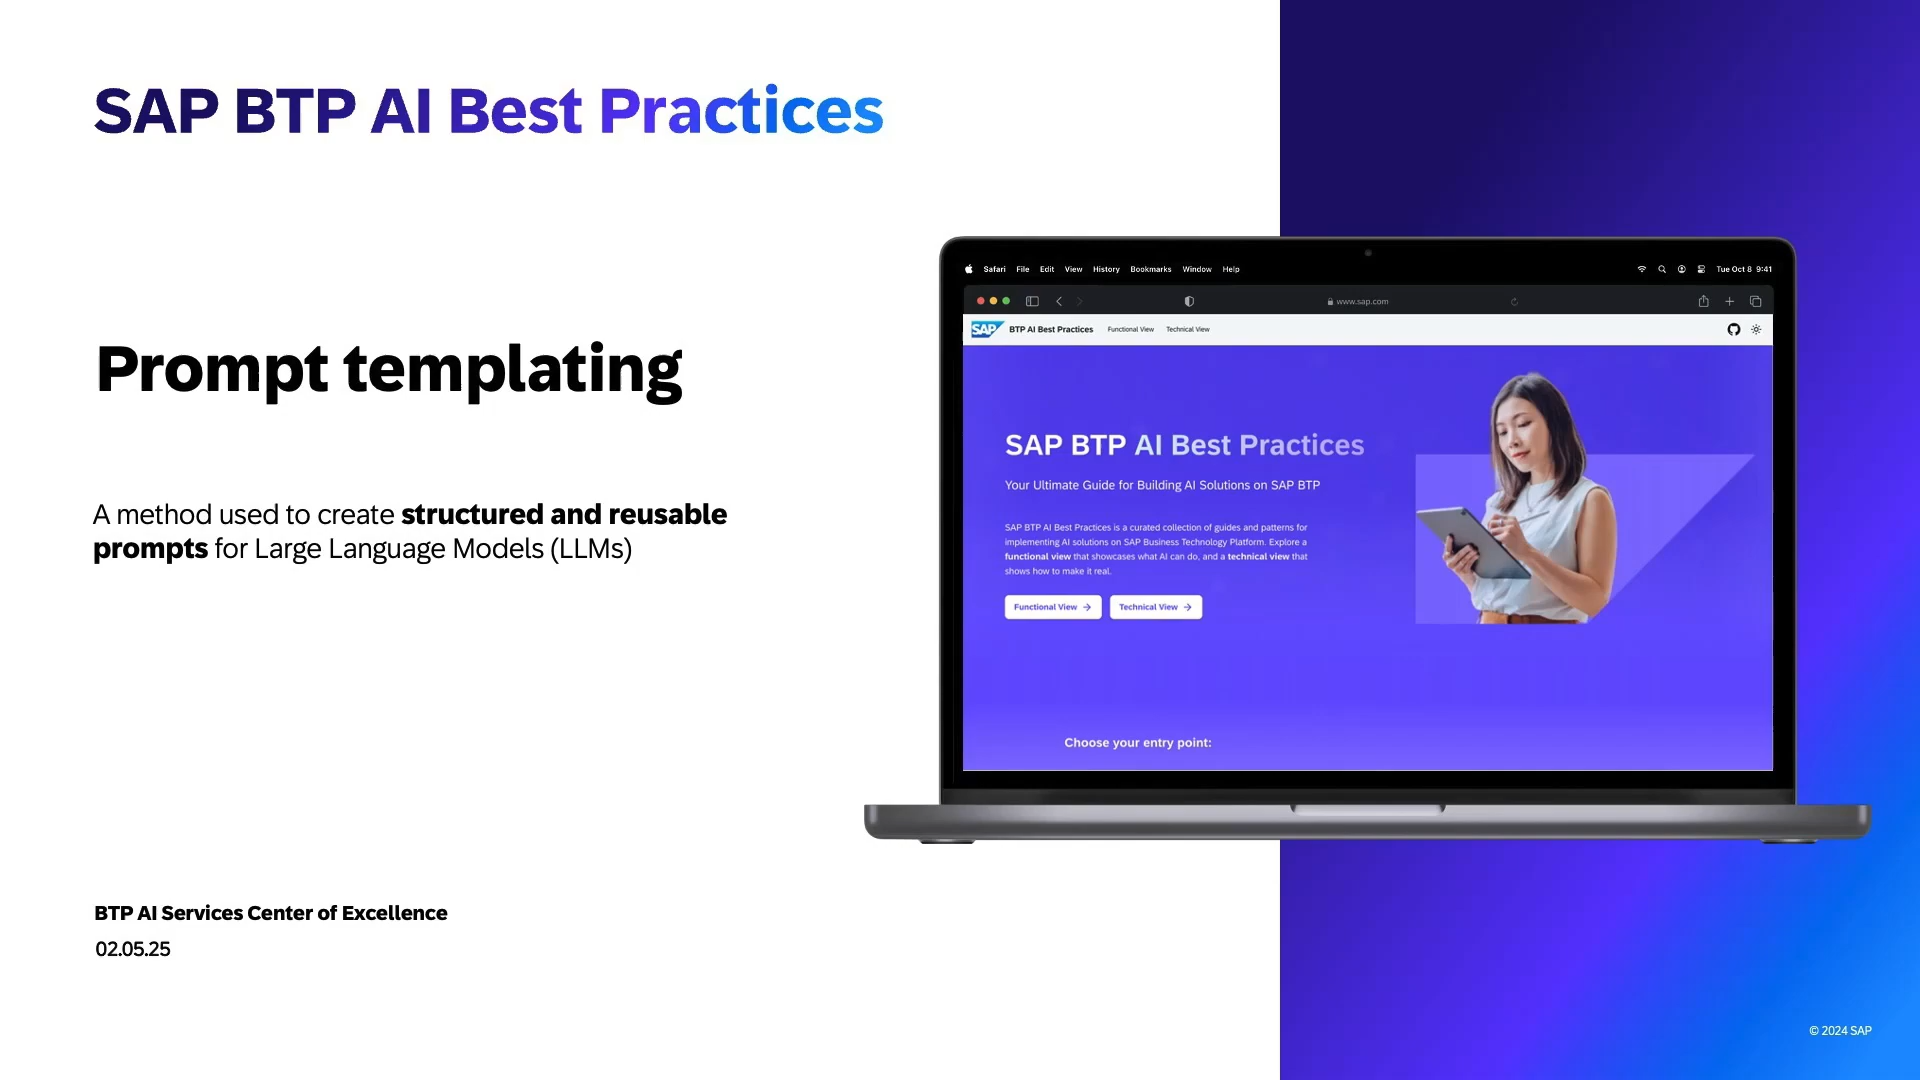 SAP BTP AI Best Practices
Prompt templating
A method used to create structured and reusable
prompts for Large Language Models (LLMs)
BTP AI Services Center of Excellence
02.05.25
Safari File Edit View History Bookmarks Window Help
Tue Oct 8 9:41
www.sap.com
SAP BTP AI Best Practices Functional View Technical View
SAP BTP AI Best Practices
Your Ultimate Guide for Building AI Solutions on SAP BTP
SAP BTP AI Best Practices is a curated collection of guides and patterns for
implementing AI solutions on SAP Business Technology Platform. Explore a
functional view that showcases what AI can do, and a technical view that
shows how to make it real.
Functional View → Technical View →
Choose your entry point:
© 2024 SAP